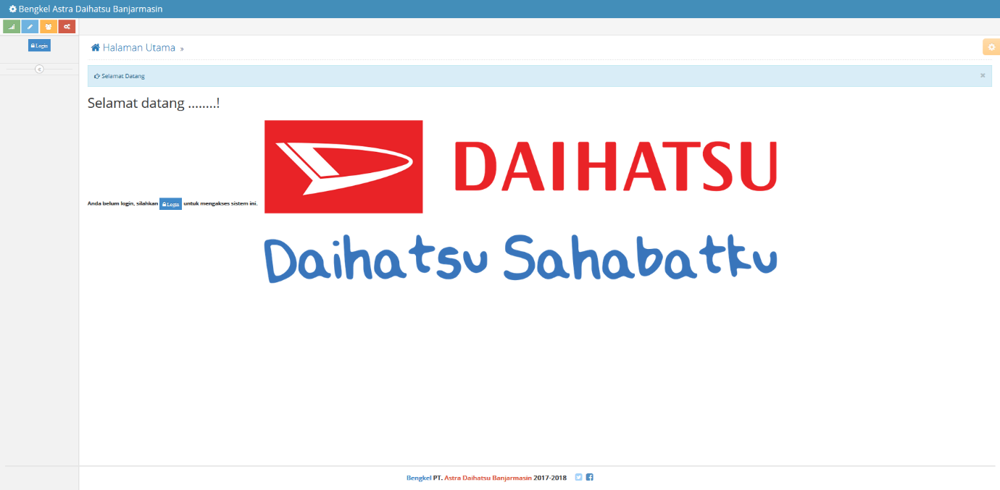 Bengkel Astra Daihatsu Banjarmasin
Login
Halaman Utama »
Selamat Datang ×
Selamat datang ........!
DAIHATSU
Anda belum login, silahkan Login untuk mengakses sistem ini.
Daihatsu Sahabatku
Bengkel PT. Astra Daihatsu Banjarmasin 2017-2018